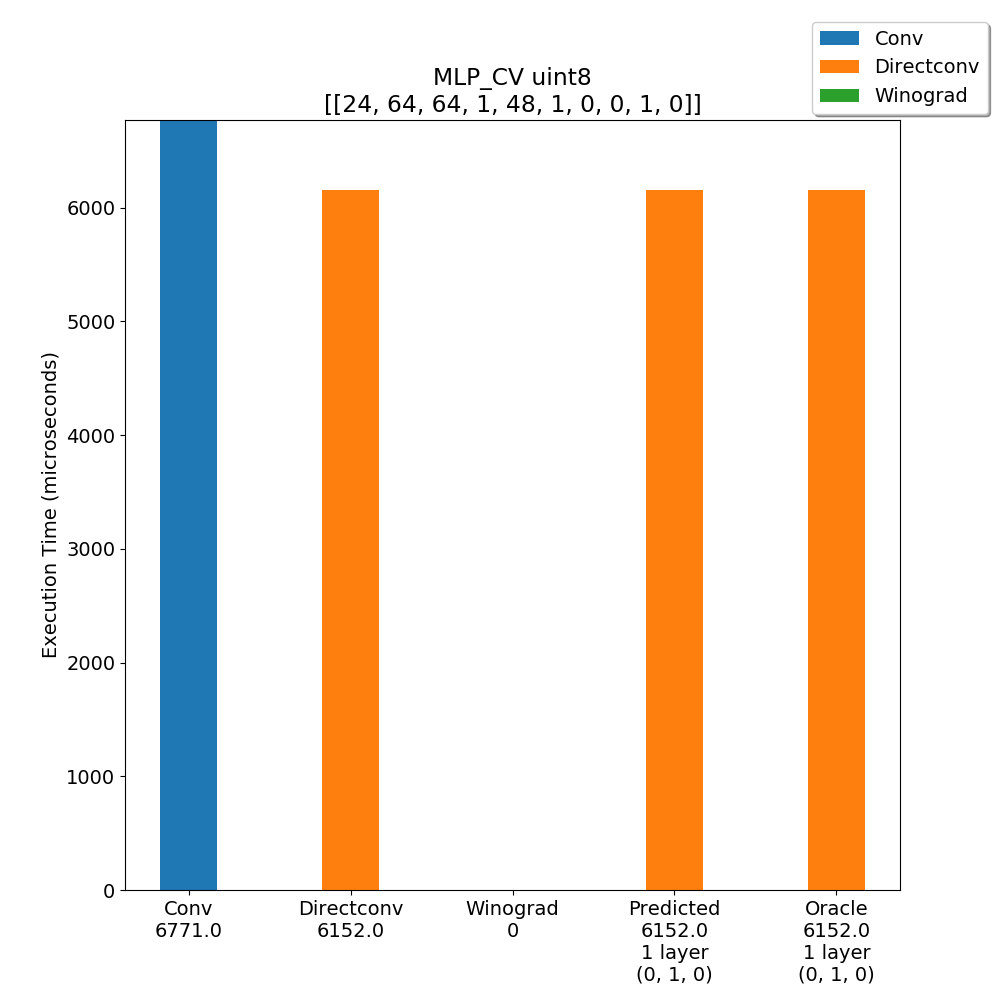 Conv
Directconv
Winograd
MLP_CV uint8
[[24, 64, 64, 1, 48, 1, 0, 0, 1, 0]]
Execution Time (microseconds)
6000
5000
4000
3000
2000
1000
0
Conv
6771.0
Directconv
6152.0
Winograd
0
Predicted
6152.0
1 layer
(0, 1, 0)
Oracle
6152.0
1 layer
(0, 1, 0)